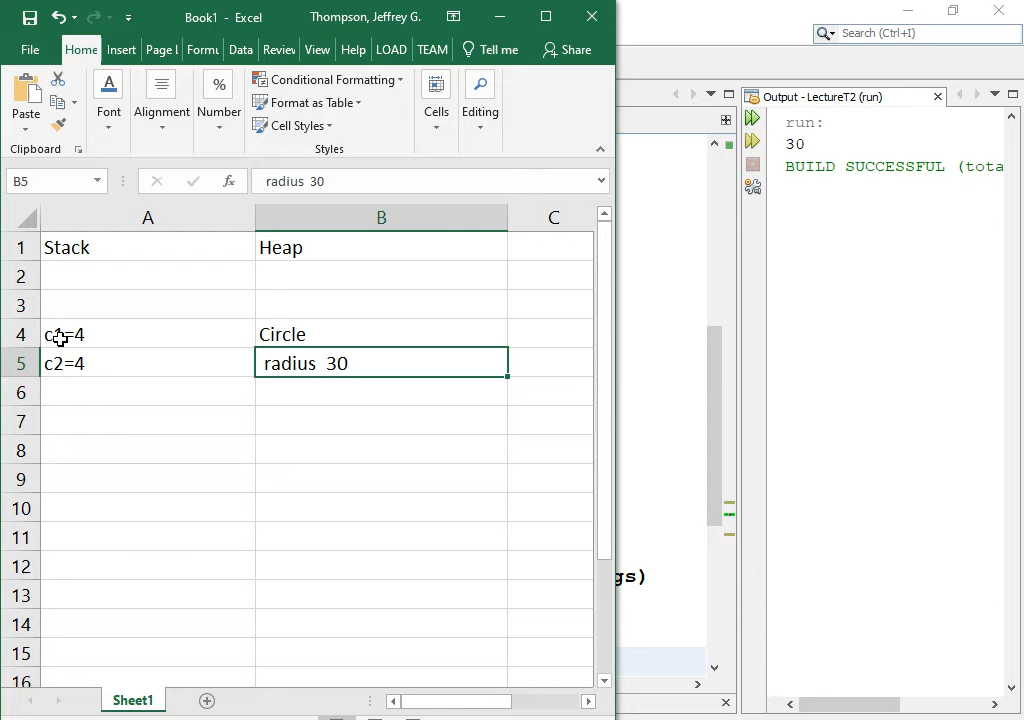 Book1 - Excel
Thompson, Jeffrey G.
File Home Insert Page l Formu Data Review View Help LOAD TEAM Tell me Share
Paste
Clipboard
Font
Alignment
%
Number
Conditional Formatting
Format as Table
Cell Styles
Styles
Cells
Editing
B5
fx
radius 30
A B C
1 Stack Heap
2
3
4 c1=4 Circle
5 c2=4 radius 30
6
7
8
9
10
11
12
13
14
15
16
Sheet1
gs)
Search (Ctrl+I)
Output - LectureT2 (run)
run:
30
BUILD SUCCESSFUL (tota